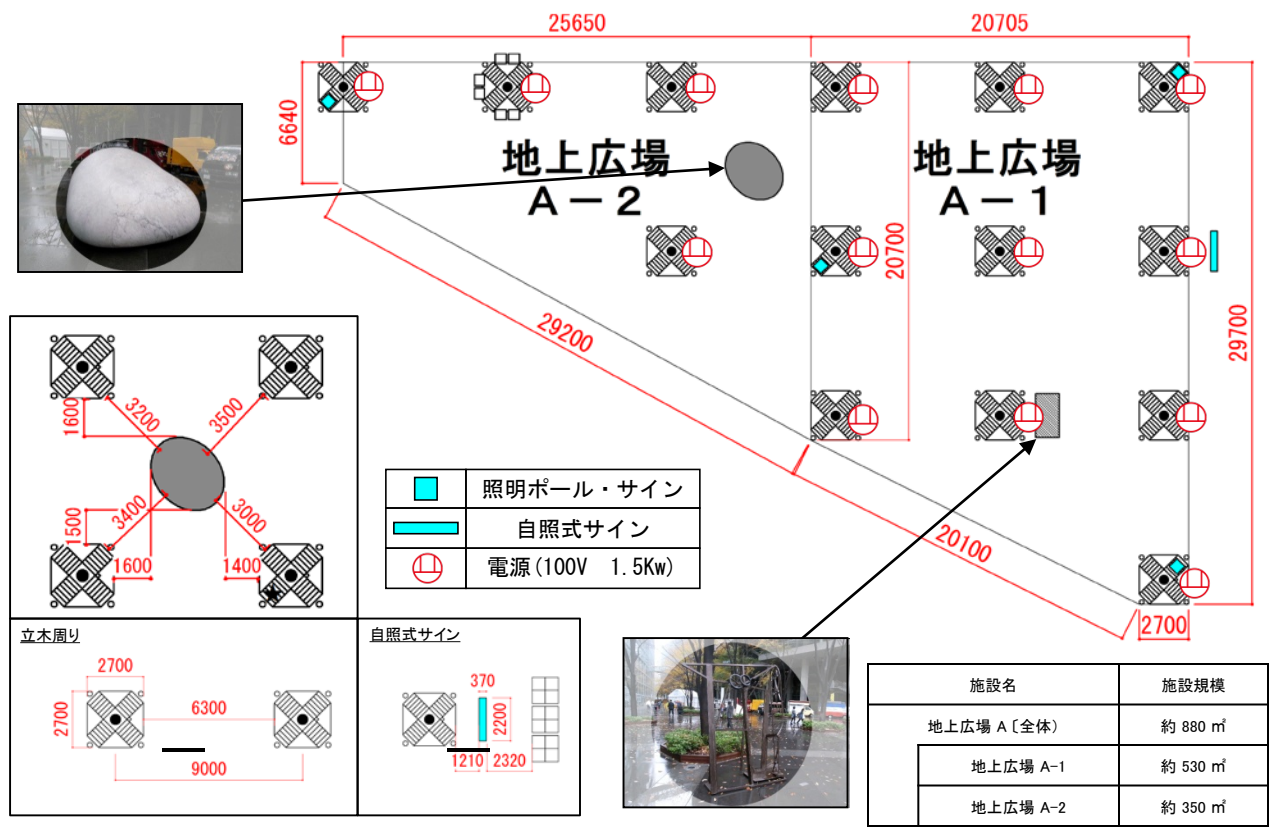 25650
20705
6640
地上広場
A－2
地上広場
A－1
20700
29700
29200
20100
2700
3200
3500
1600
3400
3000
1500
1600
1400
照明ポール・サイン
自照式サイン
電源(100V 1.5Kw)
立木周り
2700
2700
6300
9000
自照式サイン
370
2200
1210
2320
施設名
施設規模
地上広場 A〔全体〕
約 880 ㎡
地上広場 A-1
約 530 ㎡
地上広場 A-2
約 350 ㎡